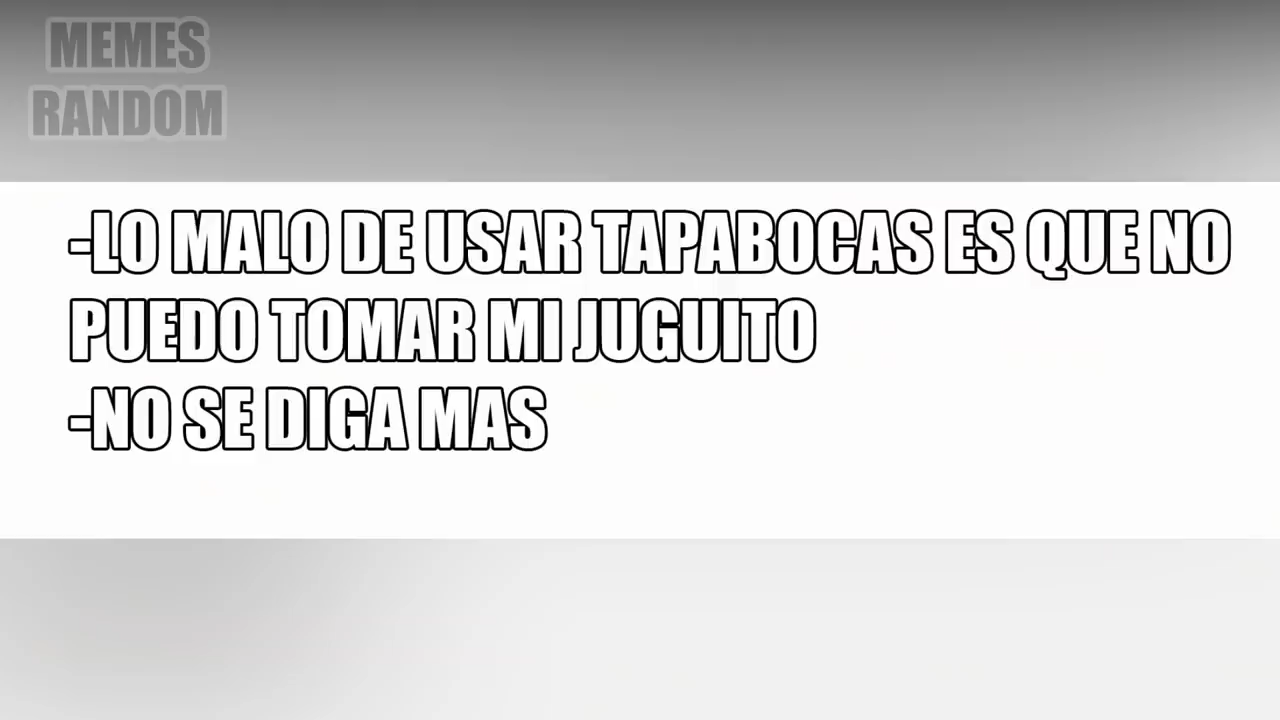 MEMES
RANDOM
-LO MALO DE USAR TAPABOCAS ES QUE NO
PUEDO TOMAR MI JUGUITO
-NO SE DIGA MAS